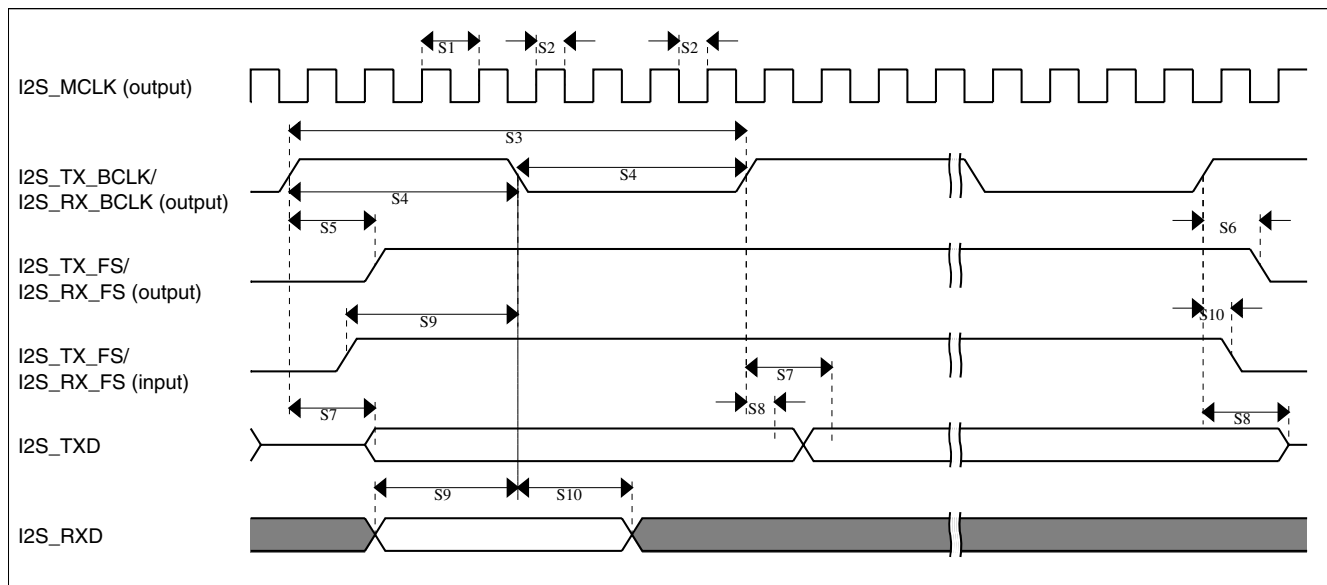 S1
S2
S2
I2S_MCLK (output)
S3
I2S_TX_BCLK/
I2S_RX_BCLK (output)
S4
S4
S5
S6
I2S_TX_FS/
I2S_RX_FS (output)
S9
S10
I2S_TX_FS/
I2S_RX_FS (input)
S7
S7
S8
S8
I2S_TXD
S9
S10
I2S_RXD